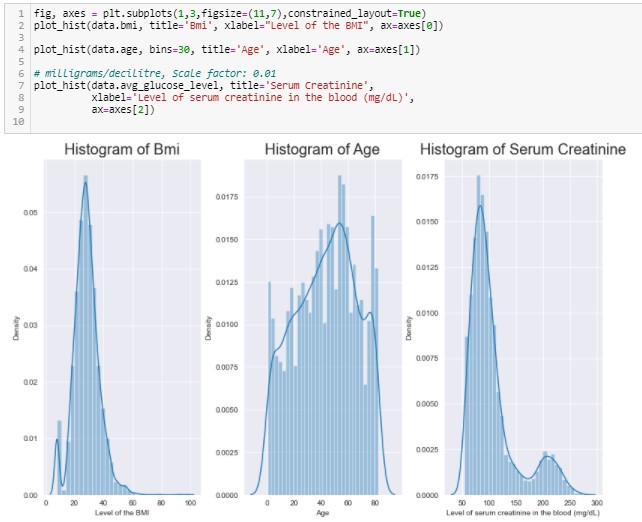 1 fig, axes = plt.subplots(1,3,figsize=(11,7),constrained_layout=True)
2 plot_hist(data.bmi, title='Bmi', xlabel="Level of the BMI", ax=axes[0])
3
4 plot_hist(data.age, bins=30, title='Age', xlabel='Age', ax=axes[1])
5
6 # milligrams/decilitre, Scale factor: 0.01
7 plot_hist(data.avg_glucose_level, title='Serum Creatinine',
8 xlabel='Level of serum creatinine in the blood (mg/dL)',
9 ax=axes[2])
10
Histogram of Bmi
0.05
0.04
0.03
0.02
0.01
0.00
Density
0 20 40 60 80 100
Level of the BMI
Histogram of Age
0.0175
0.0150
0.0125
0.0100
0.0075
0.0050
0.0025
0.0000
Density
0 20 40 60 80
Age
Histogram of Serum Creatinine
0.0175
0.0150
0.0125
0.0100
0.0075
0.0050
0.0025
0.0000
Density
50 100 150 200 250 300
Level of serum creatinine in the blood (mg/dL)